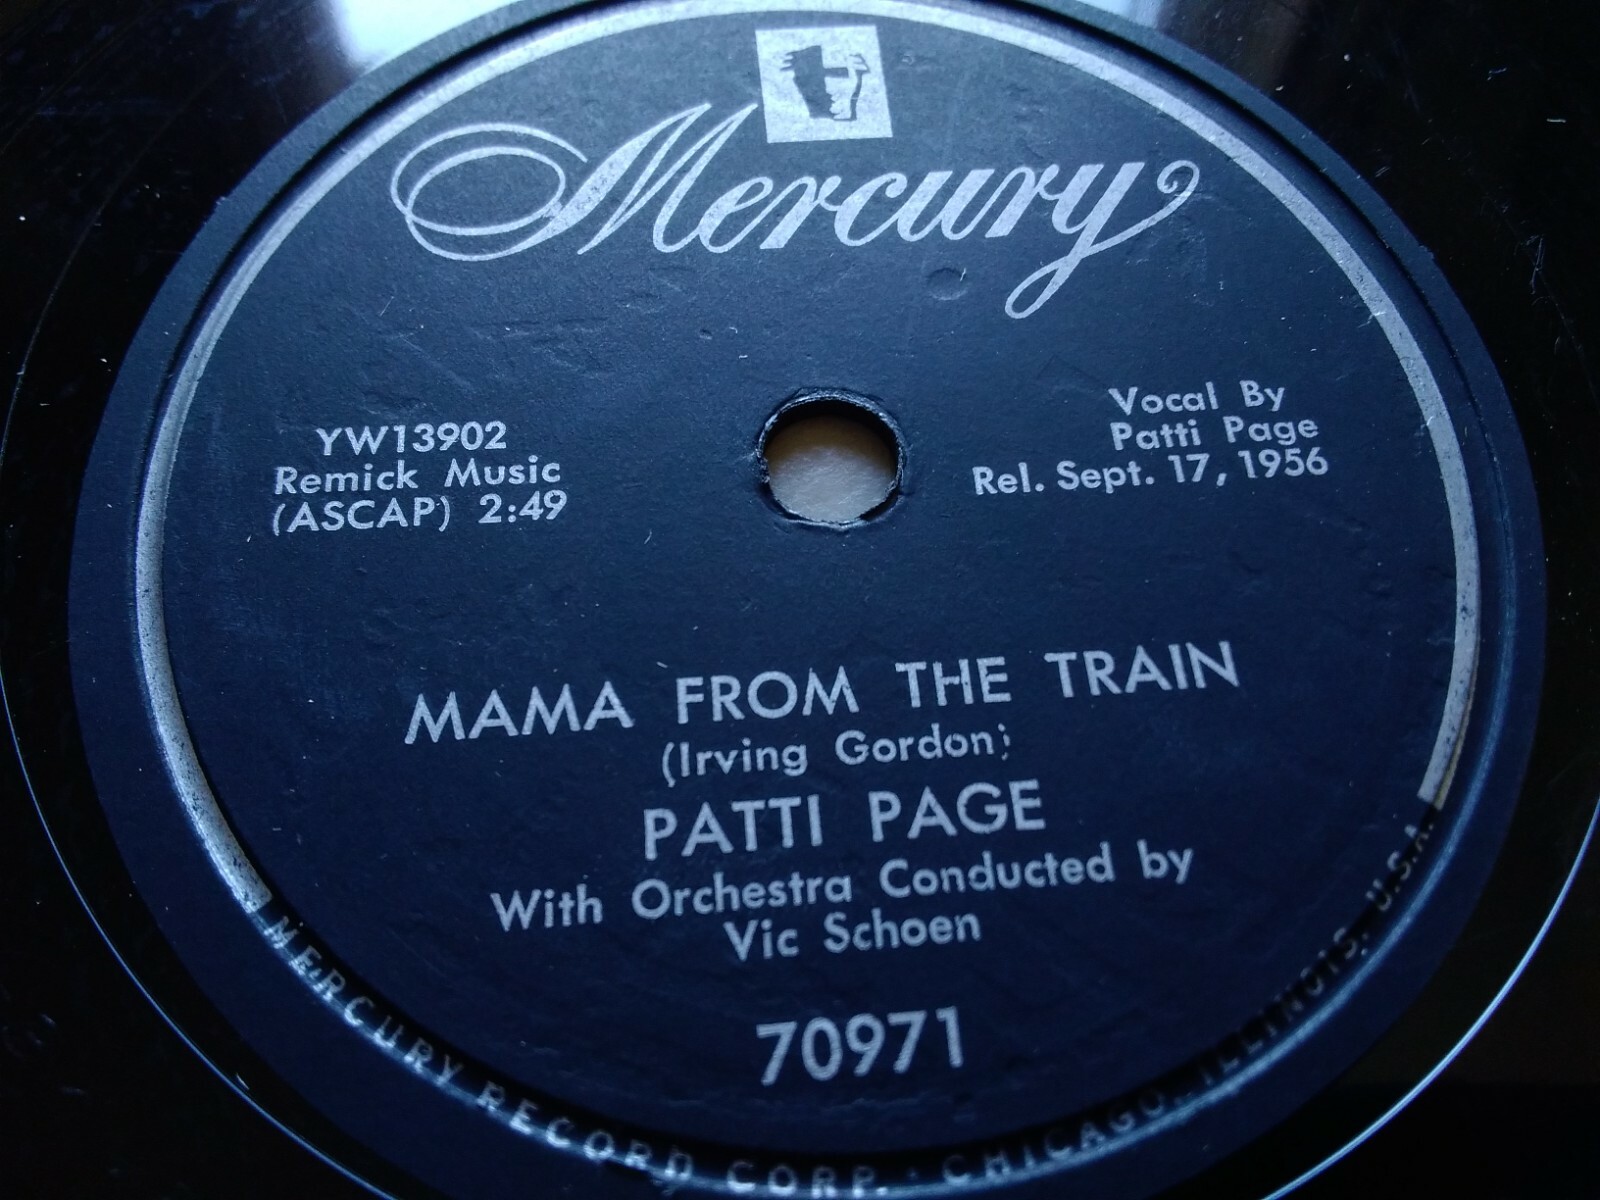 Mercury
YW13902
Remick Music
(ASCAP) 2:49
Vocal By
Patti Page
Rel. Sept. 17, 1956
MAMA FROM THE TRAIN
(Irving Gordon)
PATTI PAGE
With Orchestra Conducted by
Vic Schoen
70971
MERCURY RECORD CORP. · CHICAGO, ILLINOIS, U.S.A.